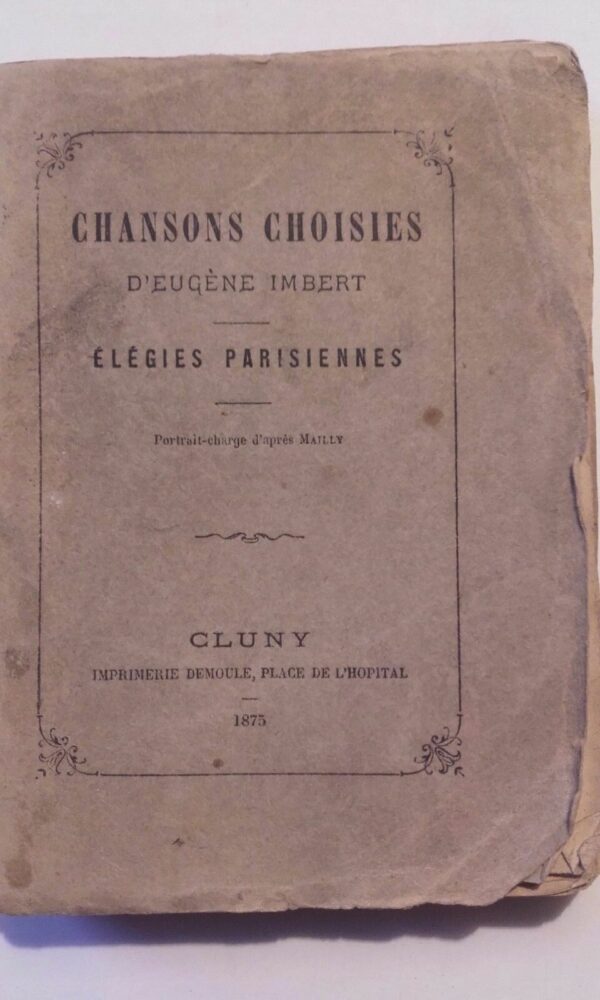 CHANSONS CHOISIES
D'EUGÈNE IMBERT
ÉLÉGIES PARISIENNES
Portrait-charge d'après MAILLY
CLUNY
IMPRIMERIE DEMOULE, PLACE DE L'HOPITAL
1875